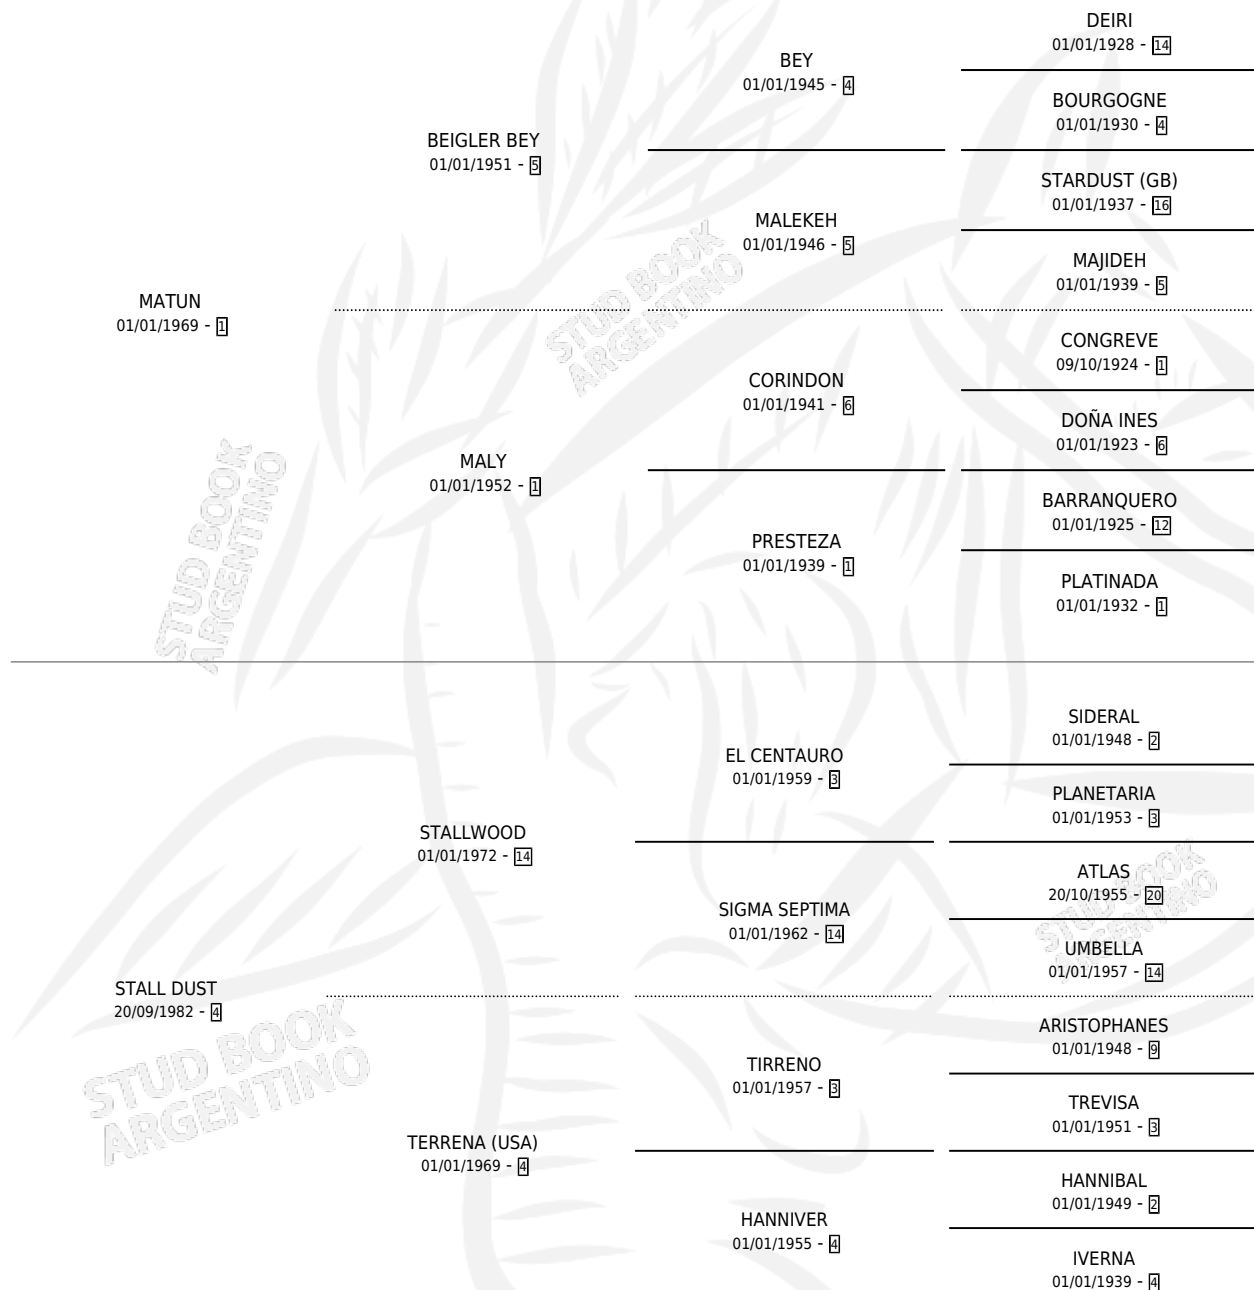 DEIRI
01/01/1928 - 14
BEY
01/01/1945 - 4
BOURGOGNE
01/01/1930 - 4
BEIGLER BEY
01/01/1951 - 5
STARDUST (GB)
01/01/1937 - 16
MALEKEH
01/01/1946 - 5
MAJIDEH
01/01/1939 - 5
MATUN
01/01/1969 - 1
STUD BOOK
ARGENTINO
CONGREVE
09/10/1924 - 1
CORINDON
01/01/1941 - 6
DOÑA INES
01/01/1923 - 6
MALY
01/01/1952 - 1
BARRANQUERO
01/01/1925 - 12
PRESTEZA
01/01/1939 - 1
PLATINADA
01/01/1932 - 1
STUD BOOK
ARGENTINO
SIDERAL
01/01/1948 - 2
EL CENTAURO
01/01/1959 - 3
PLANETARIA
01/01/1953 - 3
STALLWOOD
01/01/1972 - 14
ATLAS
20/10/1955 - 20
SIGMA SEPTIMA
01/01/1962 - 14
UMBELLA
01/01/1957 - 14
STUD BOOK
ARGENTINO
STALL DUST
20/09/1982 - 4
STUD BOOK
ARGENTINO
ARISTOPHANES
01/01/1948 - 9
TIRRENO
01/01/1957 - 3
TREVISA
01/01/1951 - 3
TERRENA (USA)
01/01/1969 - 4
HANNIBAL
01/01/1949 - 2
HANNIVER
01/01/1955 - 4
IVERNA
01/01/1939 - 4